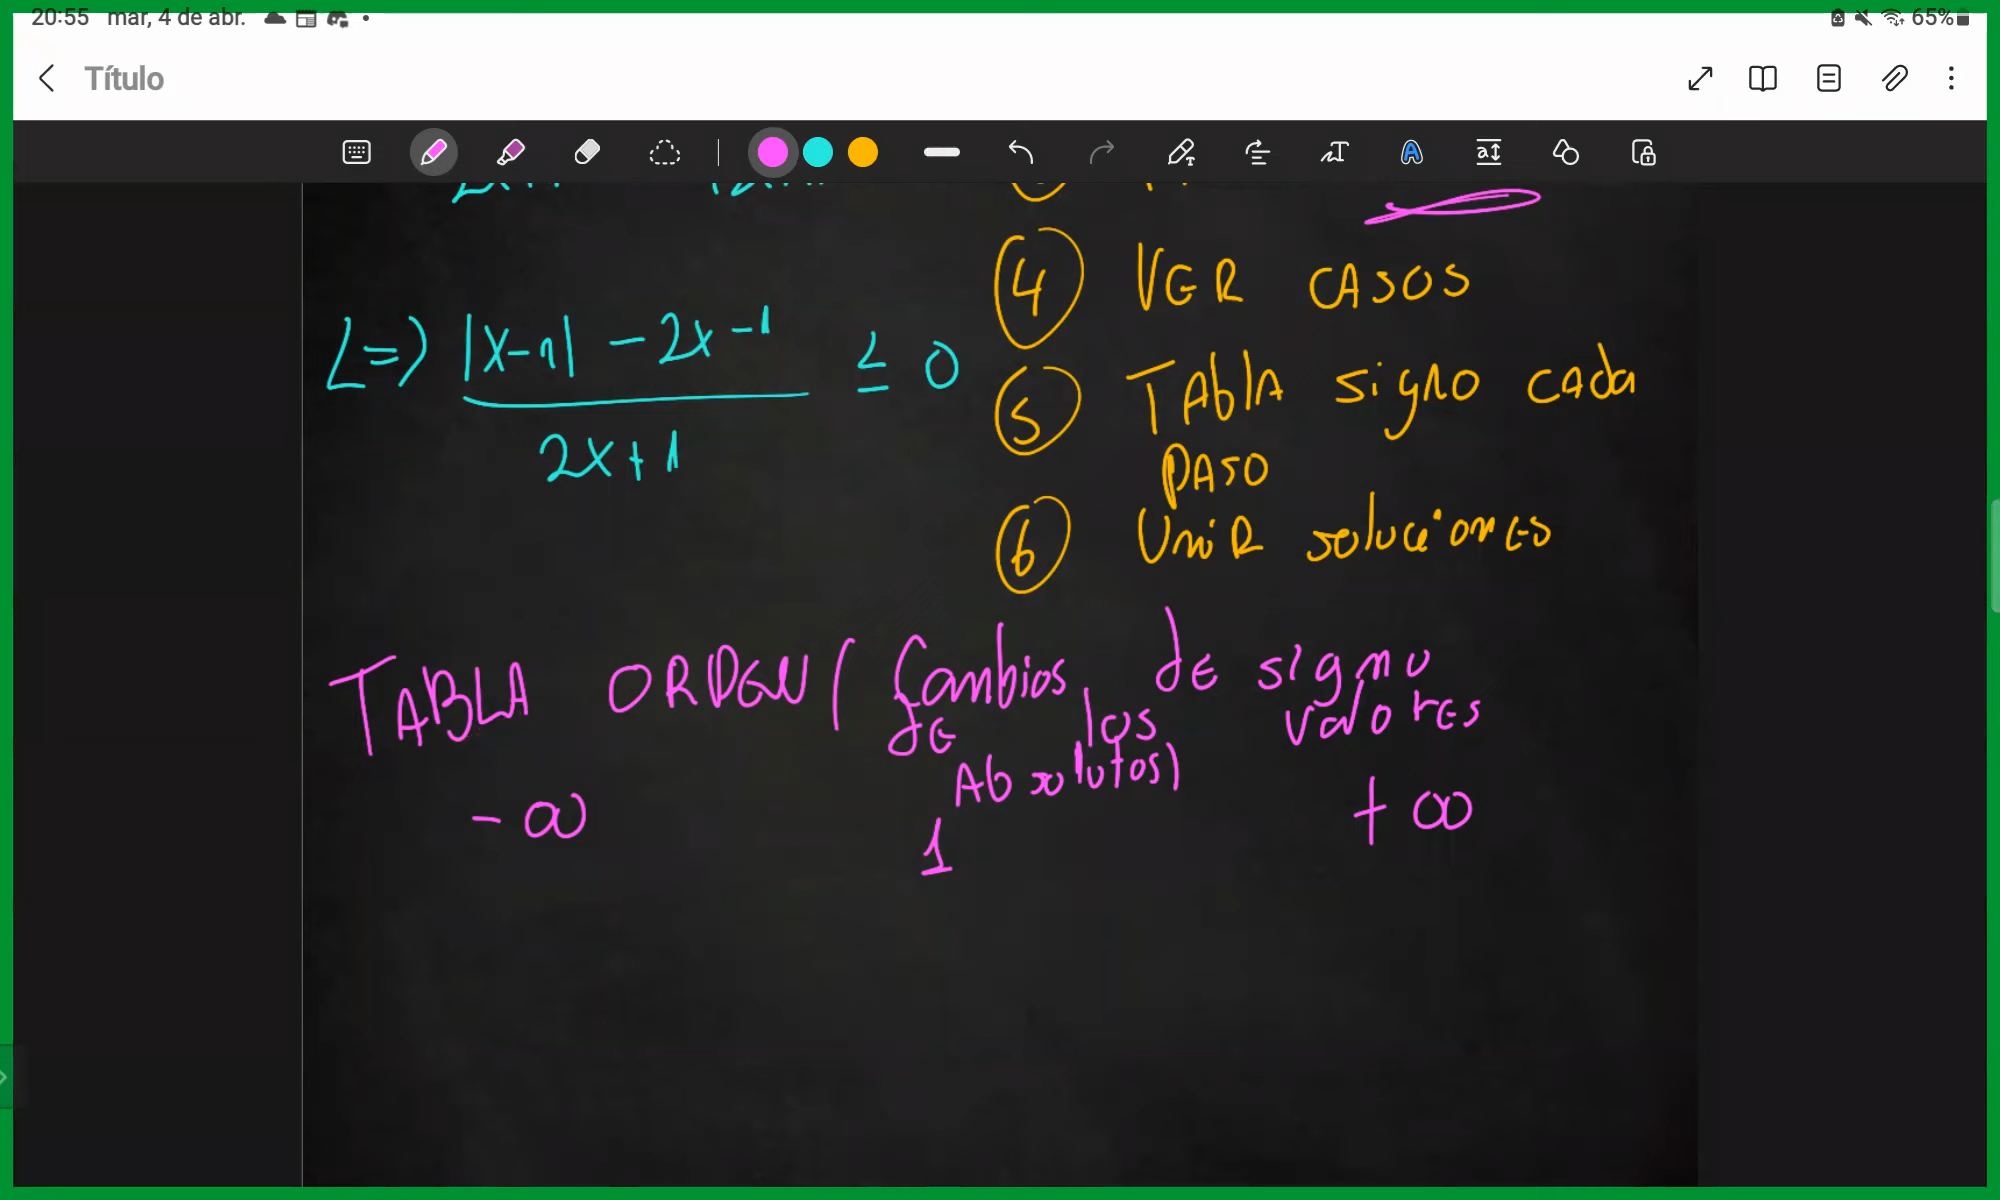 20:55 mar, 4 de abr.
65%
Título
L=) |x-1| -2x -1 ≤ 0
2x+1
4 VER CASOS
5 TAblA signo cada
PASO
6 UniR soluciones
TABLA ORDEN ( Cambios de signo
de los valores
Absolutos)
- ∞ 1 + ∞